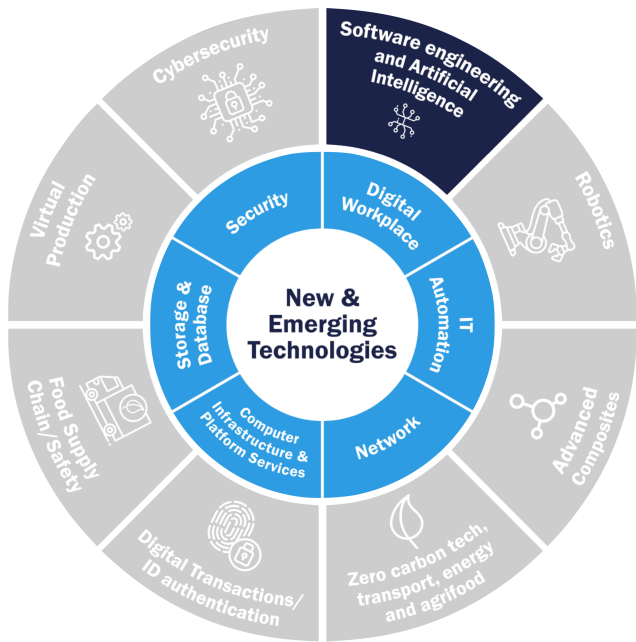 Software engineering
and Artificial
Intelligence
Robotics
Advanced
Composites
Zero carbon tech,
transport, energy
and agrifood
Digital Transactions/
ID authentication
Food Supply
Chain/Safety
Virtual
Production
Cybersecurity
Digital
Workplace
IT
Automation
Network
Computer
Infrastructure &
Platform Services
Storage &
Database
Security
New &
Emerging
Technologies